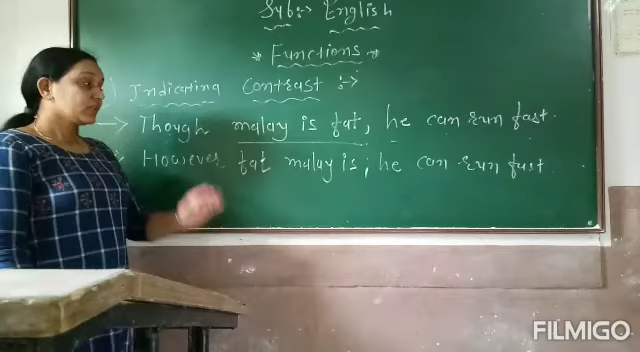 Sub:- English
* Functions *
1) Indicating Contrast :-
→ Though malay is fat, he can run fast.
However fat malay is; he can run fast
FILMIGO